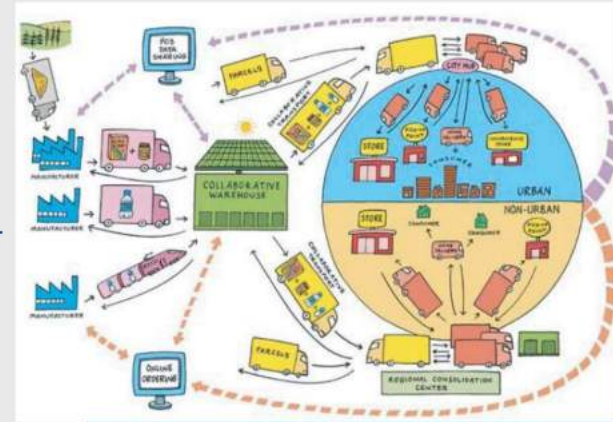 POS
DATA
SHARING
PARCELS
COLLABORATIVE
TRANSPORT
CITY HUB
MANUFACTURER
STORE
PICK-UP
POINT
HOME
DELIVERY
CONSUMER
STORE
COLLABORATIVE
WAREHOUSE
MANUFACTURER
URBAN
NON-URBAN
STORE
CONSUMER
CONSUMER
PICK-UP
POINT
HOME DELIVERY
MANUFACTURER
COLLABORATIVE
TRANSPORT
PARCELS
ONLINE
ORDERING
REGIONAL CONSOLIDATION
CENTER